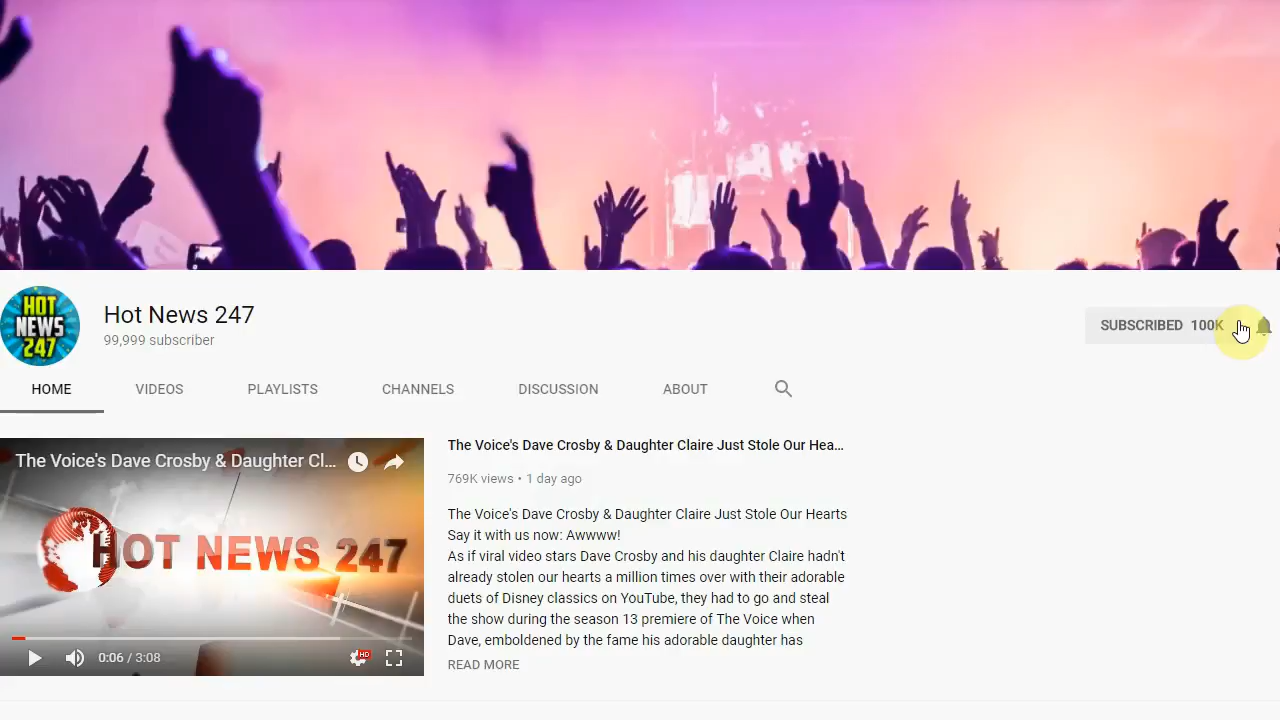 HOT
NEWS
247
Hot News 247
99,999 subscriber
SUBSCRIBED 100K
HOME VIDEOS PLAYLISTS CHANNELS DISCUSSION ABOUT
The Voice's Dave Crosby & Daughter Cl...
HOT NEWS 247
HD
0:06 / 3:08
The Voice's Dave Crosby & Daughter Claire Just Stole Our Hea...
769K views • 1 day ago
The Voice's Dave Crosby & Daughter Claire Just Stole Our Hearts
Say it with us now: Awwww!
As if viral video stars Dave Crosby and his daughter Claire hadn't
already stolen our hearts a million times over with their adorable
duets of Disney classics on YouTube, they had to go and steal
the show during the season 13 premiere of The Voice when
Dave, emboldened by the fame his adorable daughter has
READ MORE